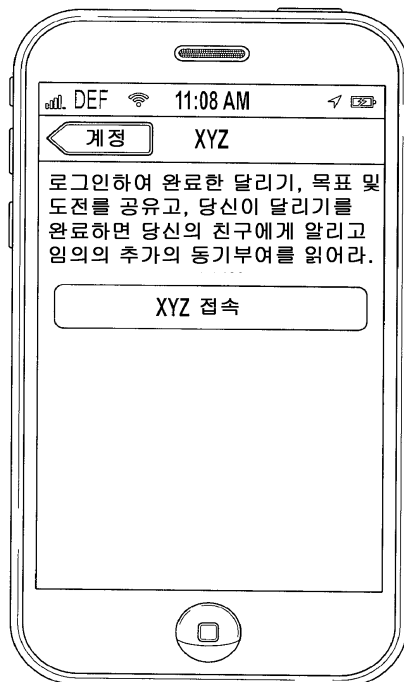 DEF 11:08 AM
계정 XYZ
로그인하여 완료한 달리기, 목표 및
도전를 공유고, 당신이 달리기를
완료하면 당신의 친구에게 알리고
임의의 추가의 동기부여를 읽어라.
XYZ 접속